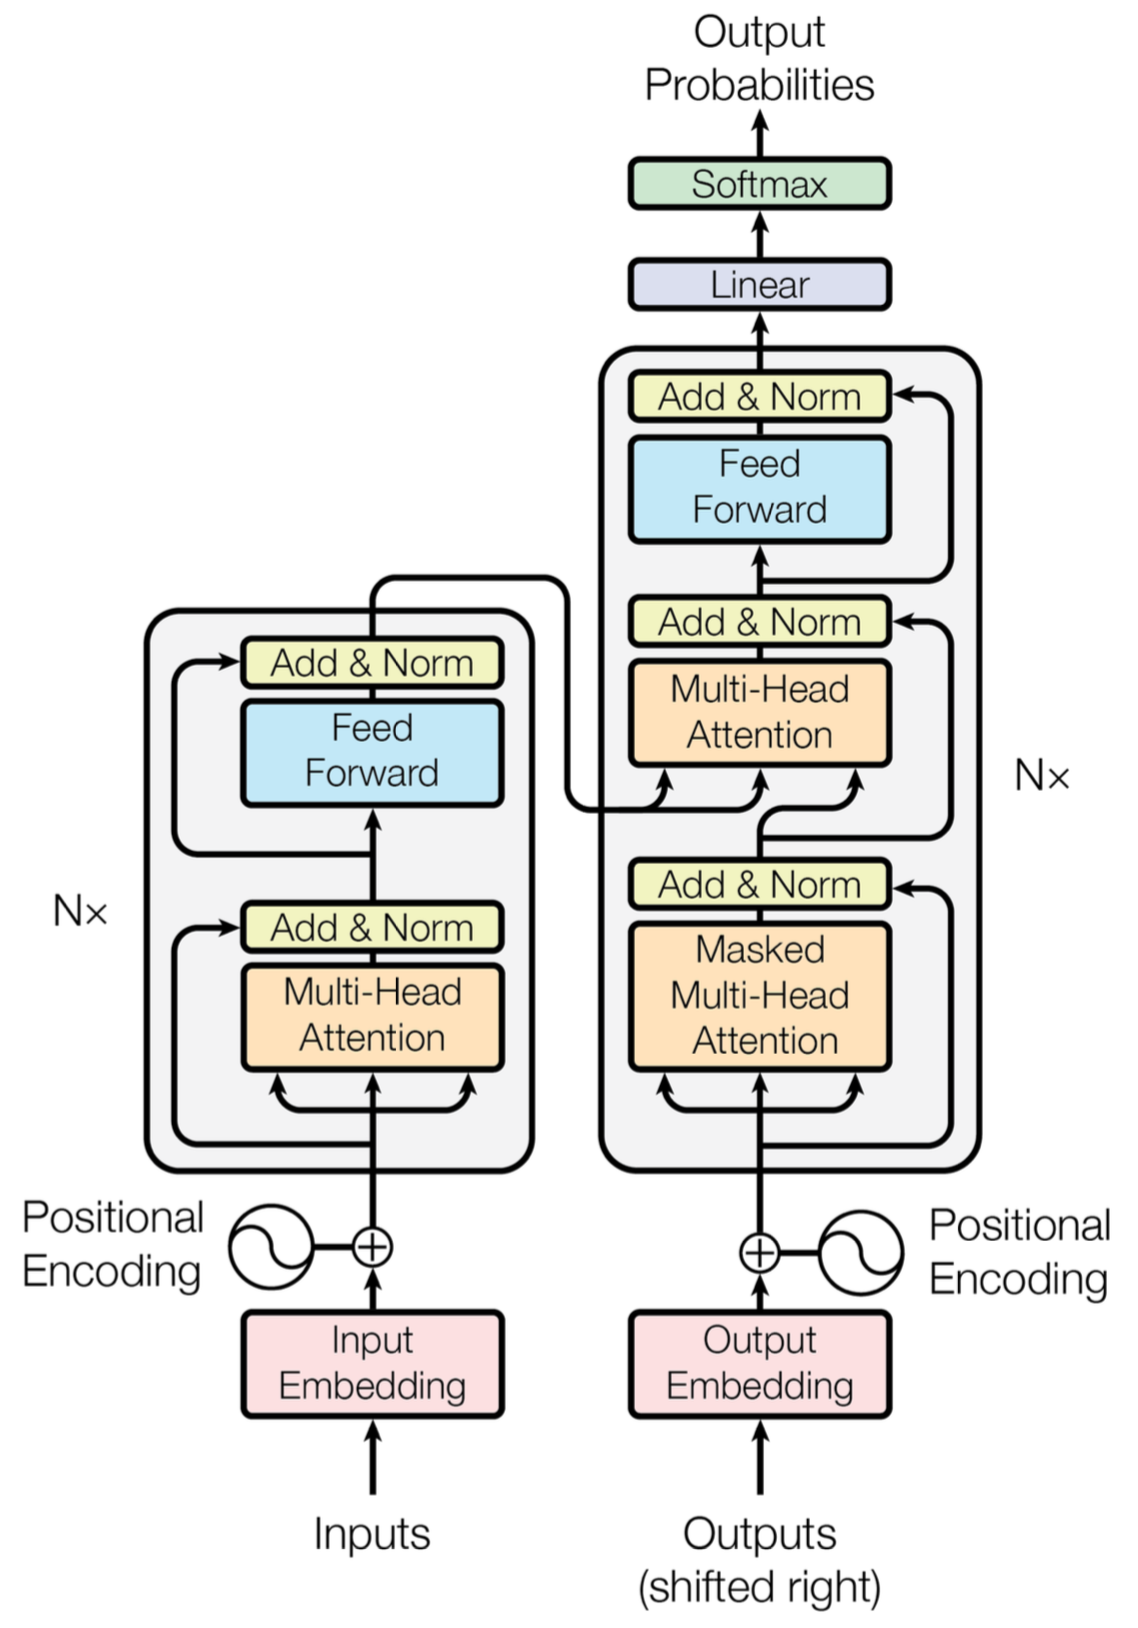 Output
Probabilities
Softmax
Linear
Add & Norm
Feed
Forward
Add & Norm
Multi-Head
Attention
Add & Norm
Masked
Multi-Head
Attention
Nx
Add & Norm
Feed
Forward
Add & Norm
Multi-Head
Attention
Nx
Positional
Encoding
Positional
Encoding
Input
Embedding
Output
Embedding
Inputs
Outputs
(shifted right)